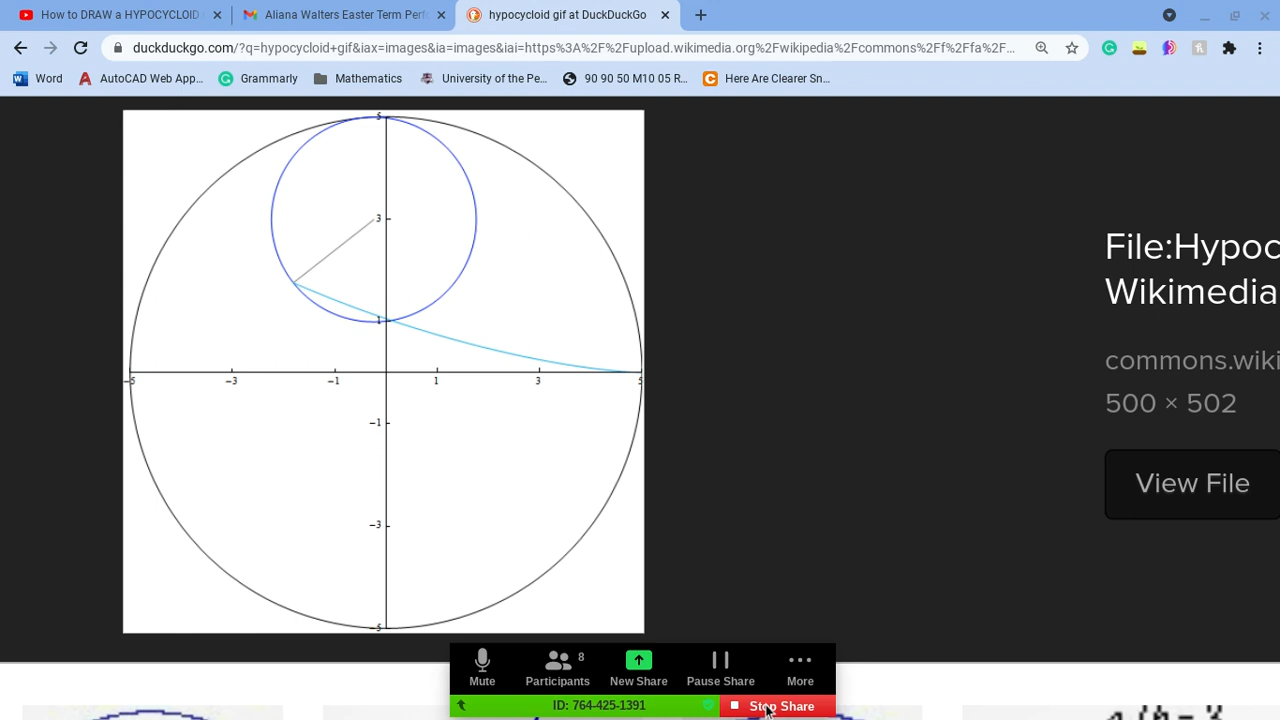 How to DRAW a HYPOCYCLOID
Aliana Walters Easter Term Perf
hypocycloid gif at DuckDuckGo
duckduckgo.com/?q=hypocycloid+gif&iax=images&ia=images&iai=https%3A%2F%2Fupload.wikimedia.org%2Fwikipedia%2Fcommons%2Ff%2Ffa%2F...
Word
AutoCAD Web App...
Grammarly
Mathematics
University of the Pe...
90 90 50 M10 05 R...
Here Are Clearer Sn...
5
3
1
-5 -3 -1 1 3 5
-1
-3
-5
File:Hypoc
Wikimedia
commons.wiki
500 × 502
View File
Mute
Participants 8
New Share
Pause Share
More
ID: 764-425-1391
Stop Share